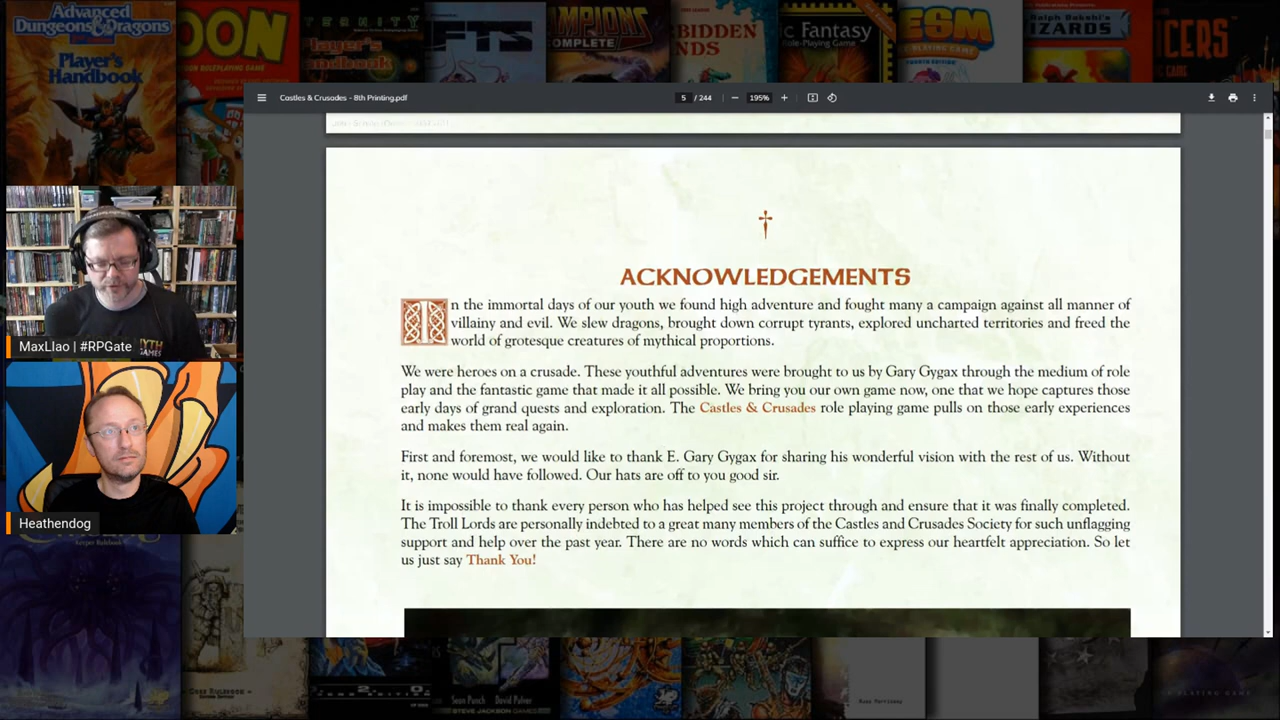 Advanced
Dungeons & Dragons
Player's
Handbook
OON
ERNITY
Player's
andbook
FTS
AMPIONS
COMPLETE
RBIDDEN
NDS
ic Fantasy
Role-Playing Game
ESM
Ralph Bakshi's
IZARDS
CERS
Castles & Crusades - 8th Printing.pdf
5 / 244
195%
ACKNOWLEDGEMENTS
In the immortal days of our youth we found high adventure and fought many a campaign against all manner of
villainy and evil. We slew dragons, brought down corrupt tyrants, explored uncharted territories and freed the
world of grotesque creatures of mythical proportions.
We were heroes on a crusade. These youthful adventures were brought to us by Gary Gygax through the medium of role
play and the fantastic game that made it all possible. We bring you our own game now, one that we hope captures those
early days of grand quests and exploration. The Castles & Crusades role playing game pulls on those early experiences
and makes them real again.
First and foremost, we would like to thank E. Gary Gygax for sharing his wonderful vision with the rest of us. Without
it, none would have followed. Our hats are off to you good sir.
It is impossible to thank every person who has helped see this project through and ensure that it was finally completed.
The Troll Lords are personally indebted to a great many members of the Castles and Crusades Society for such unflagging
support and help over the past year. There are no words which can suffice to express our heartfelt appreciation. So let
us just say Thank You!
MaxLIao | #RPGate
Heathendog
Sean Punch David Pulver
STEVE JACKSON GAMES
Russ Morrissey